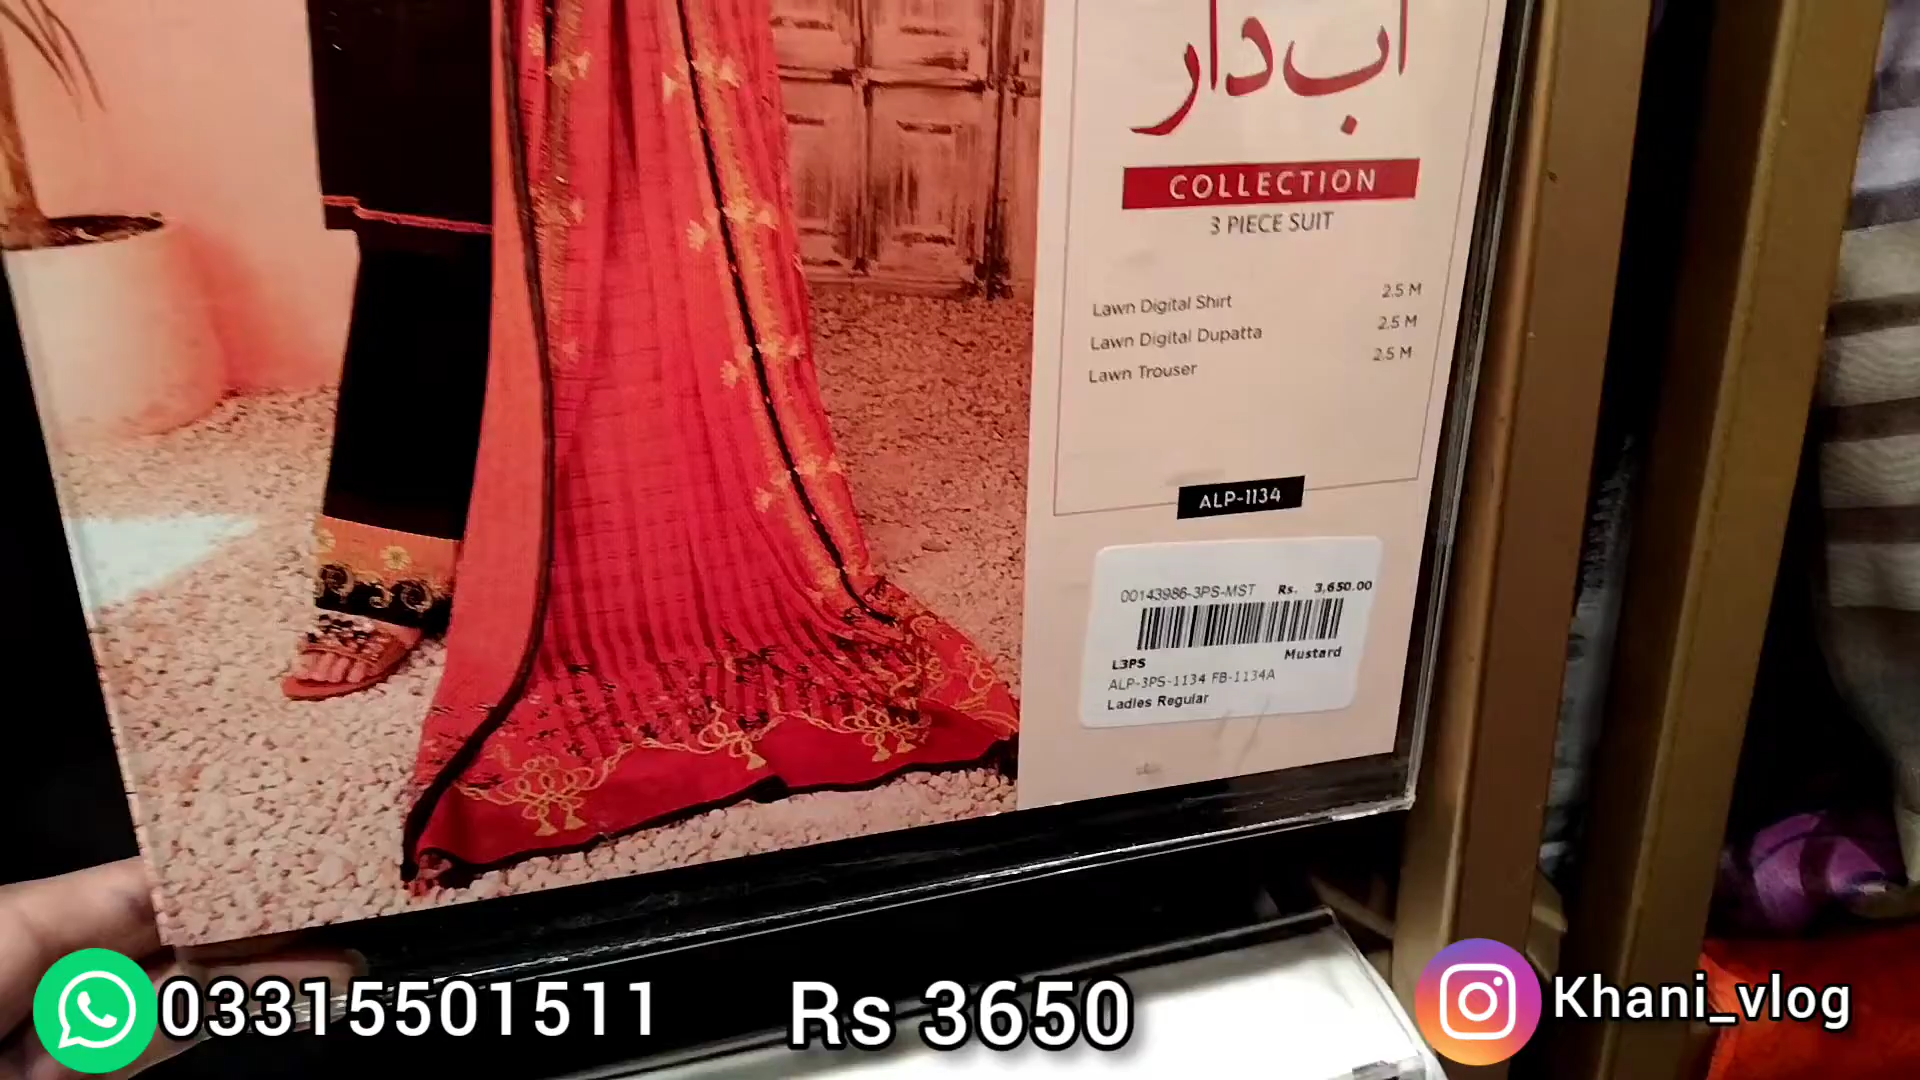 آب دار
COLLECTION
3 PIECE SUIT
Lawn Digital Shirt 2.5 M
Lawn Digital Dupatta 2.5 M
Lawn Trouser 2.5 M
ALP-1134
00143986-3PS-MST Rs. 3,650.00
L3PS Mustard
ALP-3PS-1134 FB-1134A
Ladies Regular
03315501511 Rs 3650 Khani_vlog